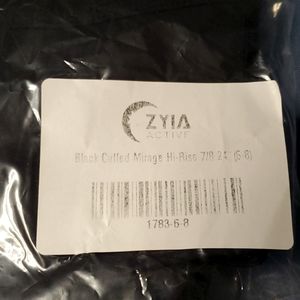 ZYIA
ACTIVE
Black Cuffed Mirage Hi-Rise 7/8 24" (6-8)
1783-6-8